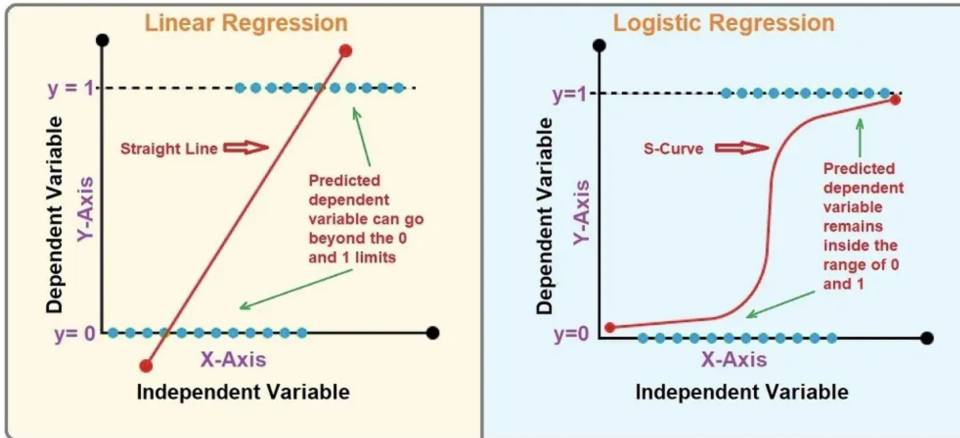 Linear Regression
y = 1
Straight Line
Predicted
dependent
variable can go
beyond the 0
and 1 limits
Dependent Variable
Y-Axis
y= 0
X-Axis
Independent Variable
Logistic Regression
y=1
S-Curve
Predicted
dependent
variable
remains
inside the
range of 0
and 1
Dependent Variable
Y-Axis
y=0
X-Axis
Independent Variable